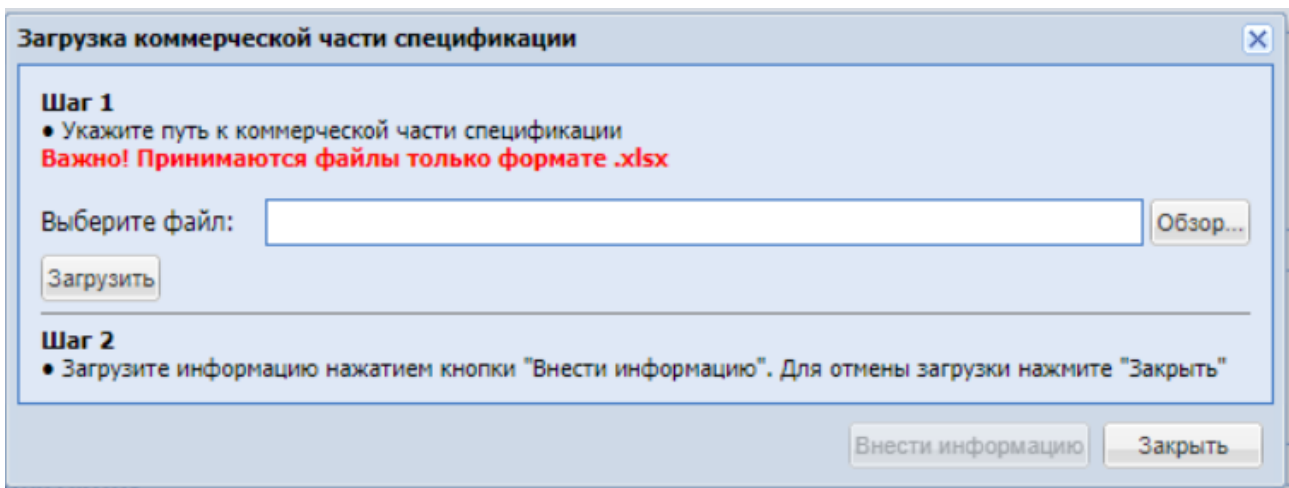 Загрузка коммерческой части спецификации
Шаг 1
• Укажите путь к коммерческой части спецификации
Важно! Принимаются файлы только формате .xlsx
Выберите файл: Обзор...
Загрузить
Шаг 2
• Загрузите информацию нажатием кнопки "Внести информацию". Для отмены загрузки нажмите "Закрыть"
Внести информацию Закрыть